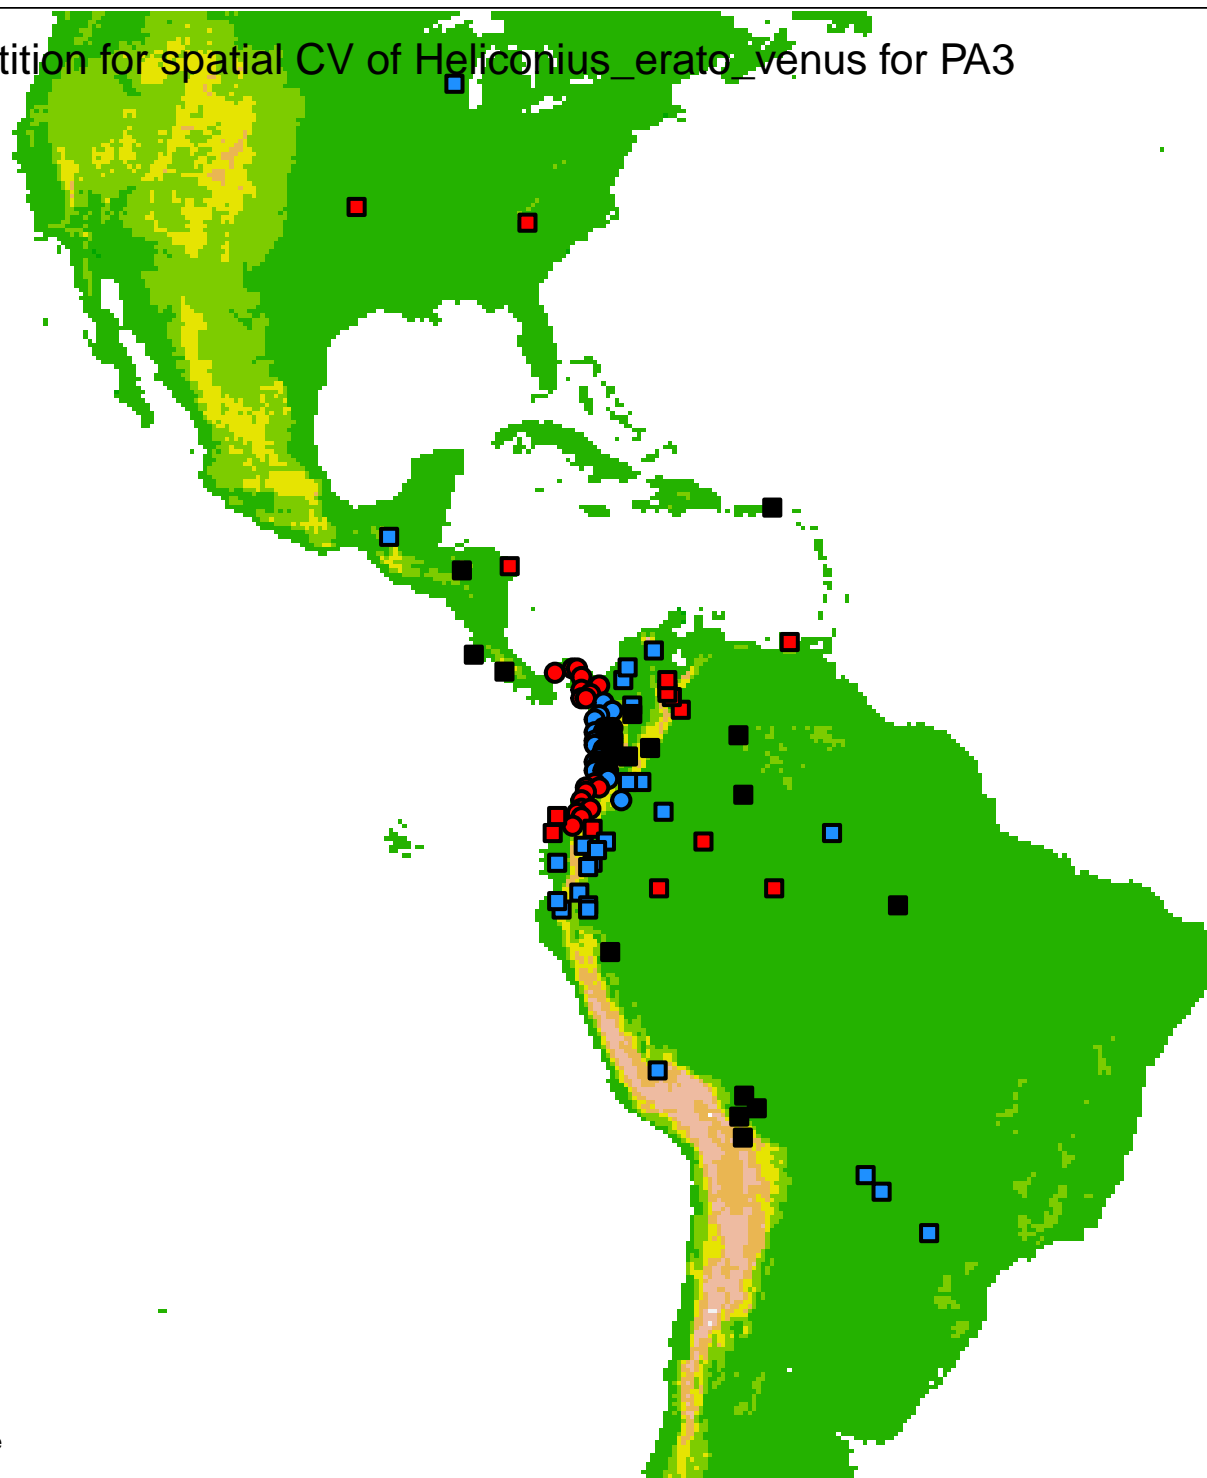 tition for spatial CV of Heliconius_erato_venus for PA3